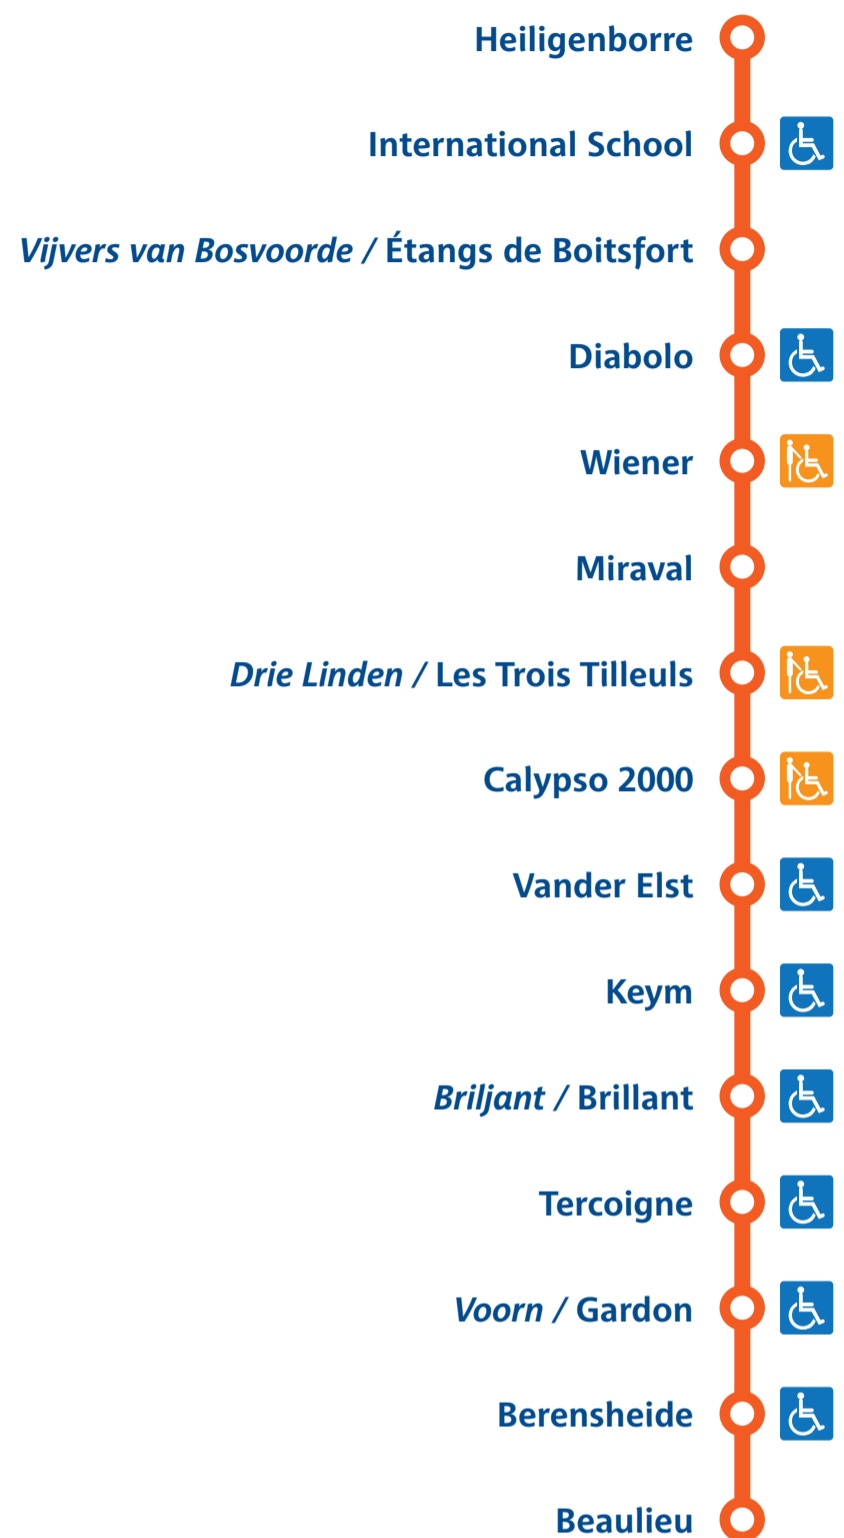 Heiligenborre
International School
Vijvers van Bosvoorde / Étangs de Boitsfort
Diabolo
Wiener
Miraval
Drie Linden / Les Trois Tilleuls
Calypso 2000
Vander Elst
Keym
Briljant / Brillant
Tercoigne
Voorn / Gardon
Berensheide
Beaulieu